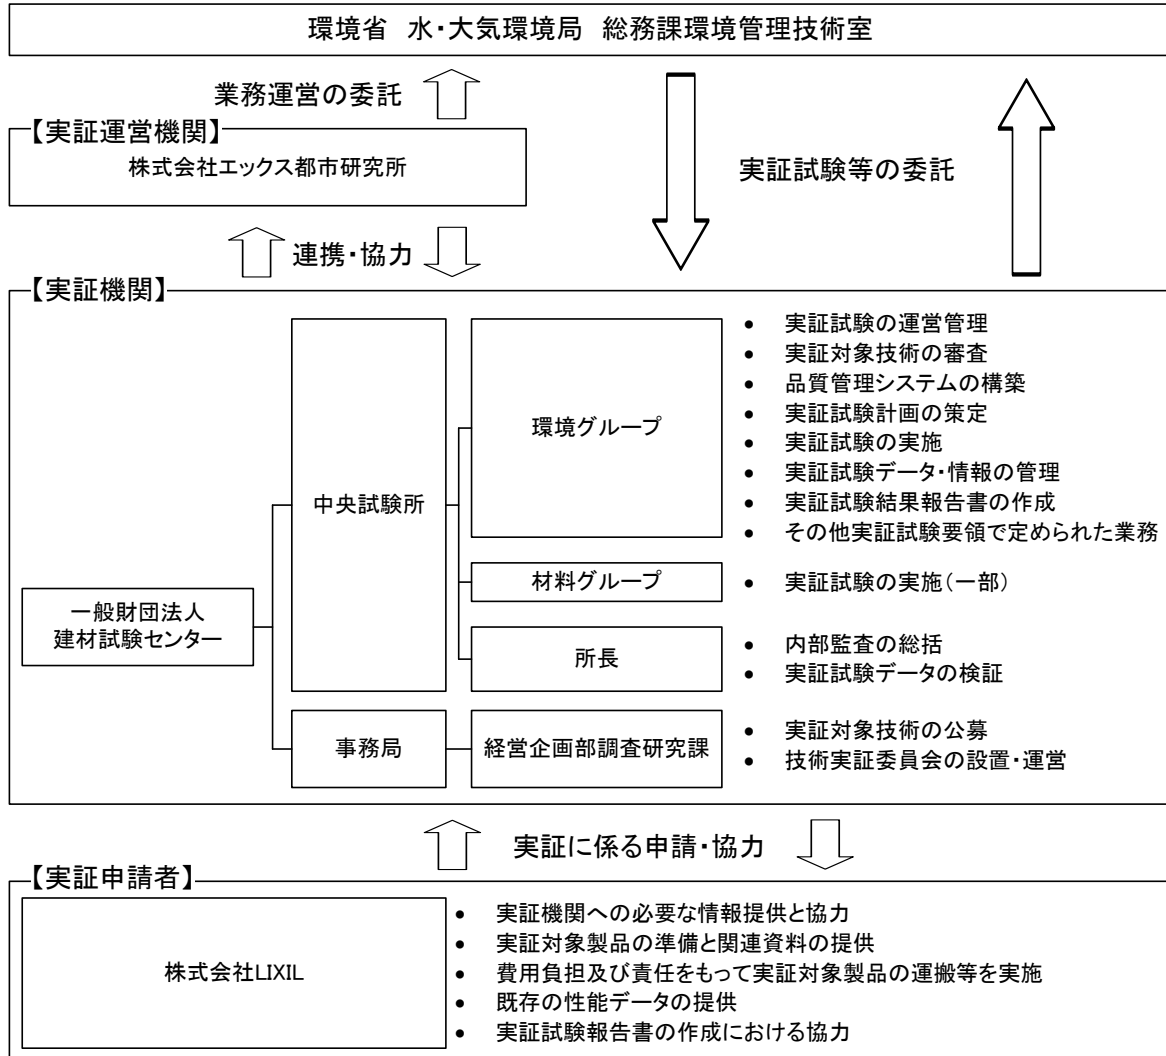 環境省 水・大気環境局 総務課環境管理技術室
業務運営の委託
【実証運営機関】
株式会社エックス都市研究所
実証試験等の委託
連携・協力
【実証機関】
一般財団法人
建材試験センター
中央試験所
環境グループ
• 実証試験の運営管理
• 実証対象技術の審査
• 品質管理システムの構築
• 実証試験計画の策定
• 実証試験の実施
• 実証試験データ・情報の管理
• 実証試験結果報告書の作成
• その他実証試験要領で定められた業務
材料グループ
• 実証試験の実施(一部)
所長
• 内部監査の総括
• 実証試験データの検証
事務局
経営企画部調査研究課
• 実証対象技術の公募
• 技術実証委員会の設置・運営
実証に係る申請・協力
【実証申請者】
株式会社LIXIL
• 実証機関への必要な情報提供と協力
• 実証対象製品の準備と関連資料の提供
• 費用負担及び責任をもって実証対象製品の運搬等を実施
• 既存の性能データの提供
• 実証試験報告書の作成における協力